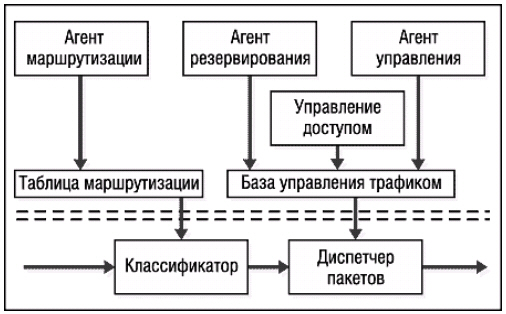 Агент
маршрутизации
Агент
резервирования
Агент
управления
Управление
доступом
Таблица маршрутизации
База управления трафиком
Классификатор
Диспетчер
пакетов